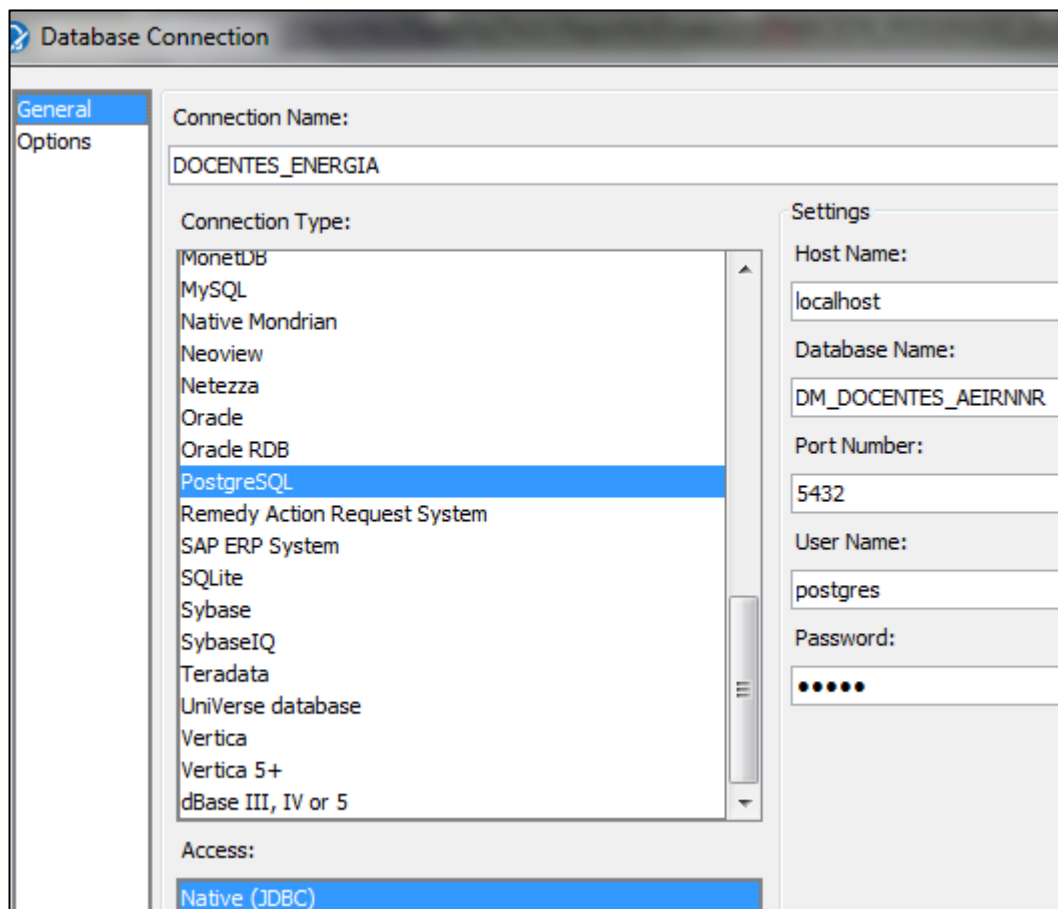 Database Connection
General
Options
Connection Name:
DOCENTES_ENERGIA
Connection Type:
MonetDB
MySQL
Native Mondrian
Neoview
Netezza
Oracle
Oracle RDB
PostgreSQL
Remedy Action Request System
SAP ERP System
SQLite
Sybase
SybaseIQ
Teradata
UniVerse database
Vertica
Vertica 5+
dBase III, IV or 5
Access:
Native (JDBC)
Settings
Host Name:
localhost
Database Name:
DM_DOCENTES_AEIRNNR
Port Number:
5432
User Name:
postgres
Password:
•••••